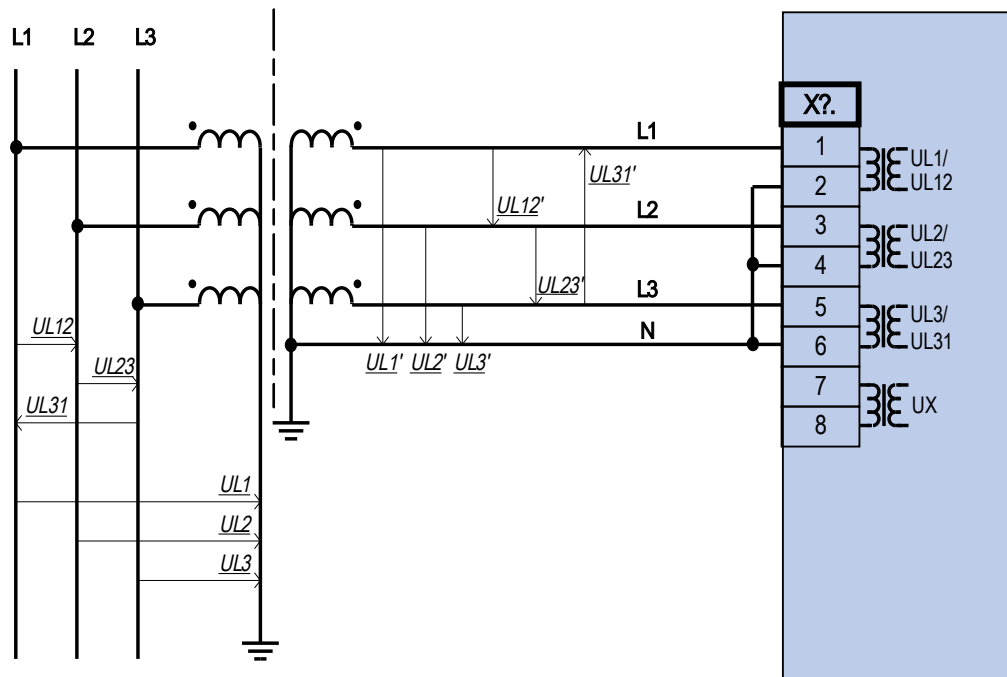 L1 L2 L3
X?.
L1
1
UL1/
UL31'
UL12
2
UL12'
L2
3
UL2/
UL23
4
UL23'
L3
5
UL3/
UL31
6
UL12
N
UL1' UL2' UL3'
UL23
7
UX
UL31
8
UL1
UL2
UL3